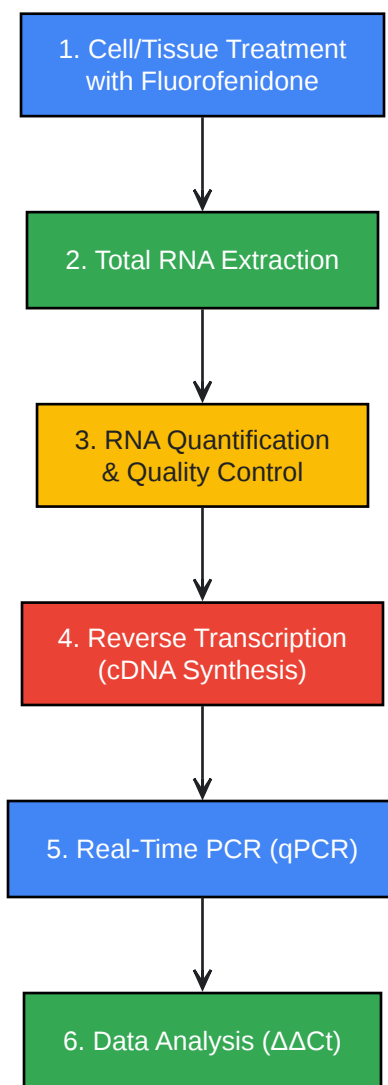 1. Cell/Tissue Treatment
with Fluorofenidone
2. Total RNA Extraction
3. RNA Quantification
& Quality Control
4. Reverse Transcription
(cDNA Synthesis)
5. Real-Time PCR (qPCR)
6. Data Analysis (ΔΔCt)